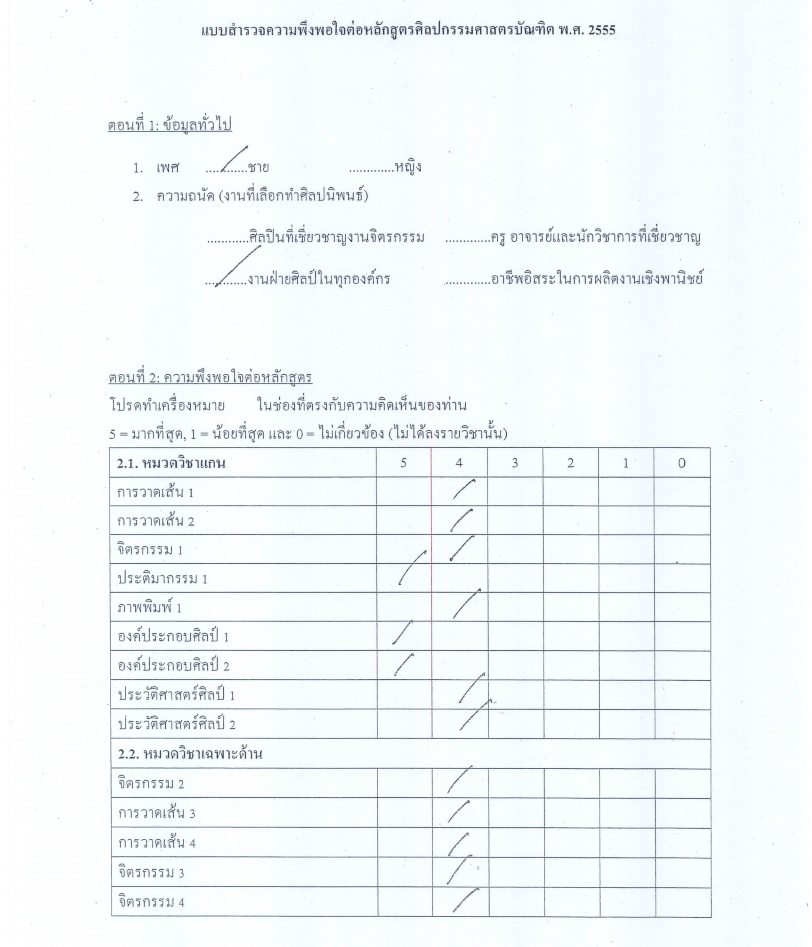 แบบสำรวจความพึงพอใจต่อหลักสูตรศิลปกรรมศาสตรบัณฑิต พ.ศ. 2555
ตอนที่ 1: ข้อมูลทั่วไป
1. เพศ ............ชาย ............หญิง
2. ความถนัด (งานที่เลือกทำศิลปนิพนธ์)
...........ศิลปินที่เชี่ยวชาญงานจิตรกรรม ............ครู อาจารย์และนักวิชาการที่เชี่ยวชาญ
...........งานฝ่ายศิลป์ในทุกองค์กร ............อาชีพอิสระในการผลิตงานเชิงพานิชย์
ตอนที่ 2: ความพึงพอใจต่อหลักสูตร
โปรดทำเครื่องหมาย ในช่องที่ตรงกับความคิดเห็นของท่าน
5 = มากที่สุด, 1 = น้อยที่สุด และ 0 = ไม่เกี่ยวข้อง (ไม่ได้ลงรายวิชานั้น)
2.1. หมวดวิชาแกน 5 4 3 2 1 0
การวาดเส้น 1 /
การวาดเส้น 2 /
จิตรกรรม 1 /
ประติมากรรม 1 /
ภาพพิมพ์ 1 /
องค์ประกอบศิลป์ 1 /
องค์ประกอบศิลป์ 2 /
ประวัติศาสตร์ศิลป์ 1 /
ประวัติศาสตร์ศิลป์ 2 /
2.2. หมวดวิชาเฉพาะด้าน
จิตรกรรม 2 /
การวาดเส้น 3 /
การวาดเส้น 4 /
จิตรกรรม 3 /
จิตรกรรม 4 /